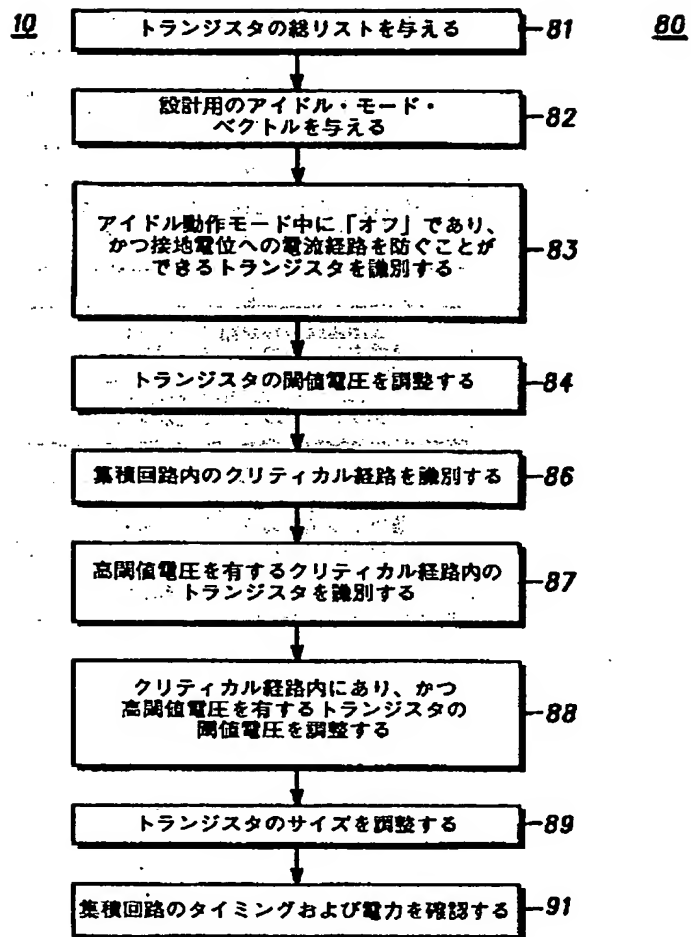 10
80
トランジスタの総リストを与える
81
設計用のアイドル・モード・
ベクトルを与える
82
アイドル動作モード中に「オフ」であり、
かつ接地電位への電流経路を防ぐことが
できるトランジスタを識別する
83
トランジスタの閾値電圧を調整する
84
集積回路内のクリティカル経路を識別する
86
高閾値電圧を有するクリティカル経路内の
トランジスタを識別する
87
クリティカル経路内にあり、かつ
高閾値電圧を有するトランジスタの
閾値電圧を調整する
88
トランジスタのサイズを調整する
89
集積回路のタイミングおよび電力を確認する
91